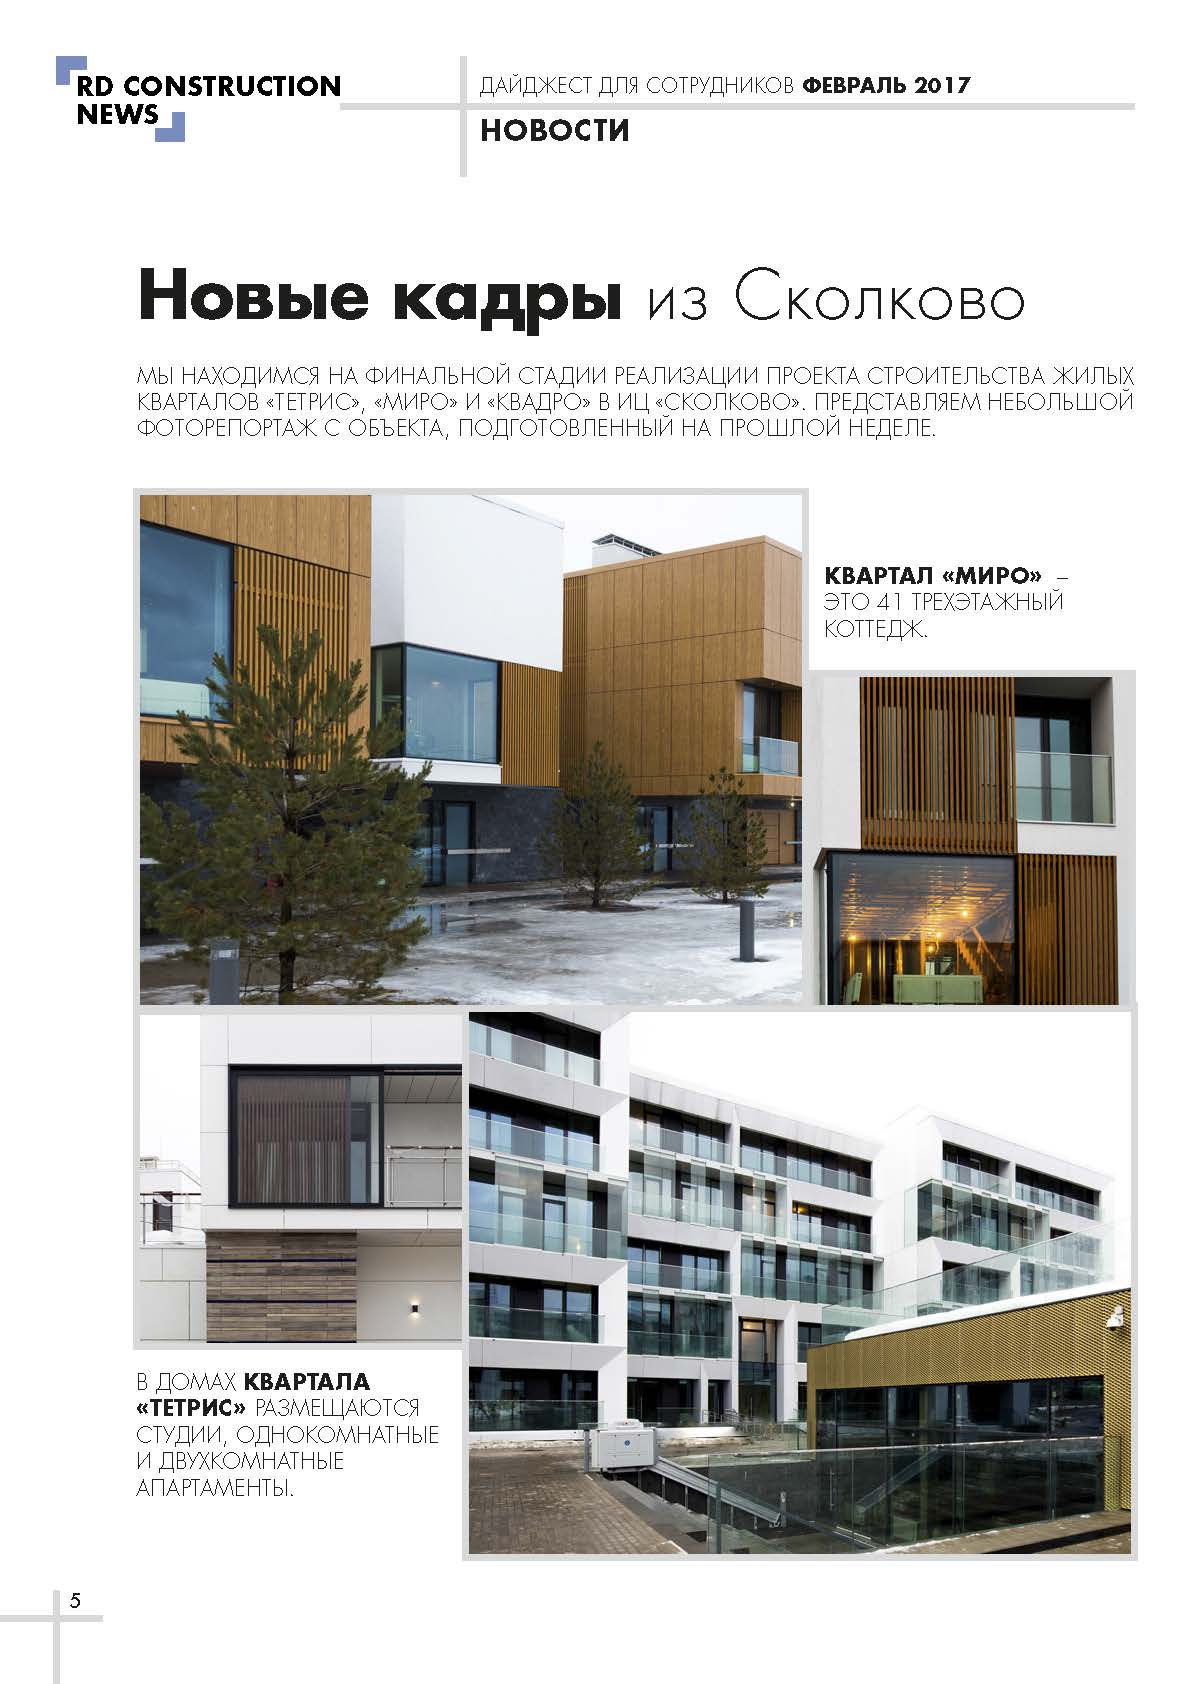 RD CONSTRUCTION
NEWS
ДАЙДЖЕСТ ДЛЯ СОТРУДНИКОВ ФЕВРАЛЬ 2017
НОВОСТИ
Новые кадры из Сколково
МЫ НАХОДИМСЯ НА ФИНАЛЬНОЙ СТАДИИ РЕАЛИЗАЦИИ ПРОЕКТА СТРОИТЕЛЬСТВА ЖИЛЫХ
КВАРТАЛОВ «ТЕТРИС», «МИРО» И «КВАДРО» В ИЦ «СКОЛКОВО». ПРЕДСТАВЛЯЕМ НЕБОЛЬШОЙ
ФОТОРЕПОРТАЖ С ОБЪЕКТА, ПОДГОТОВЛЕННЫЙ НА ПРОШЛОЙ НЕДЕЛЕ.
КВАРТАЛ «МИРО» –
ЭТО 41 ТРЕХЭТАЖНЫЙ
КОТТЕДЖ.
В ДОМАХ КВАРТАЛА
«ТЕТРИС» РАЗМЕЩАЮТСЯ
СТУДИИ, ОДНОКОМНАТНЫЕ
И ДВУХКОМНАТНЫЕ
АПАРТАМЕНТЫ.
5